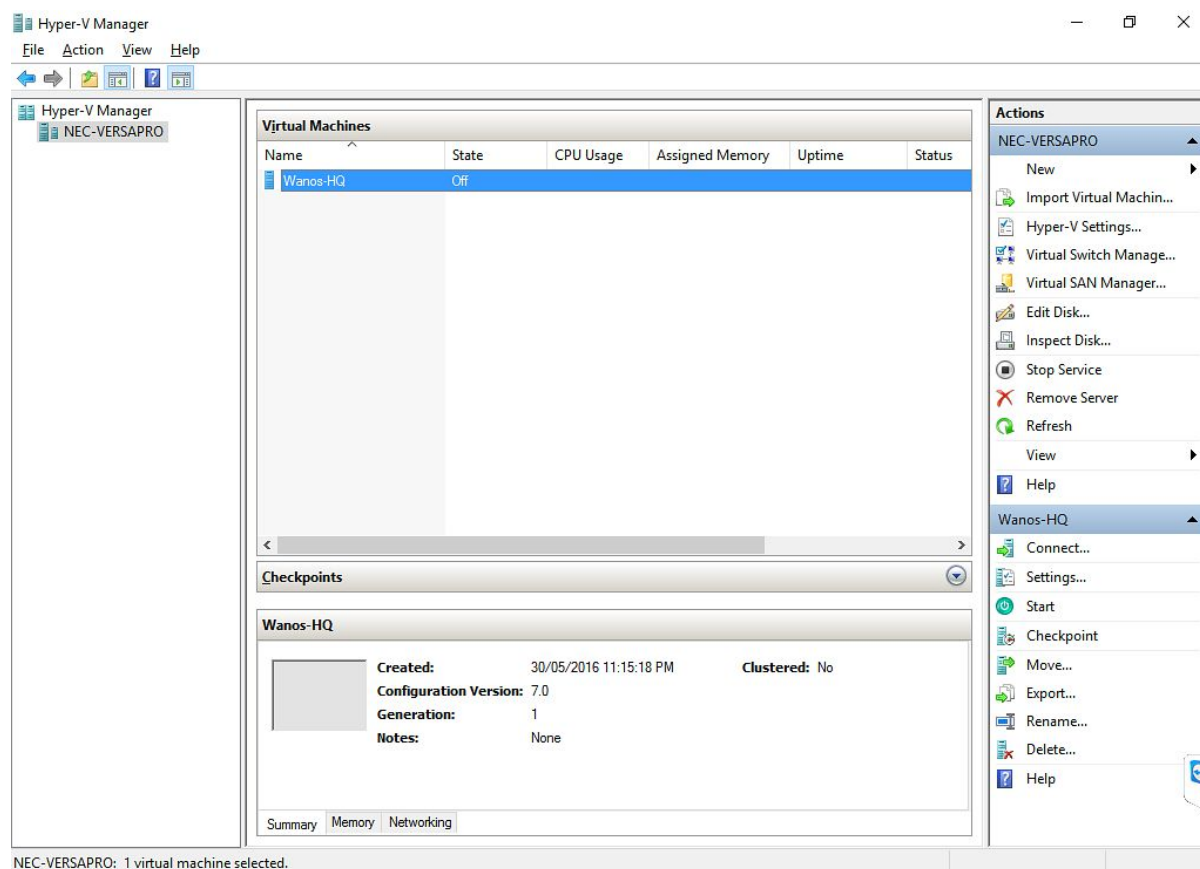 Hyper-V Manager
File Action View Help
Hyper-V Manager
NEC-VERSAPRO
Virtual Machines
Name State CPU Usage Assigned Memory Uptime Status
Wanos-HQ Off
Checkpoints
Wanos-HQ
Created: 30/05/2016 11:15:18 PM Clustered: No
Configuration Version: 7.0
Generation: 1
Notes: None
Summary Memory Networking
Actions
NEC-VERSAPRO
New
Import Virtual Machin...
Hyper-V Settings...
Virtual Switch Manage...
Virtual SAN Manager...
Edit Disk...
Inspect Disk...
Stop Service
Remove Server
Refresh
View
Help
Wanos-HQ
Connect...
Settings...
Start
Checkpoint
Move...
Export...
Rename...
Delete...
Help
NEC-VERSAPRO: 1 virtual machine selected.